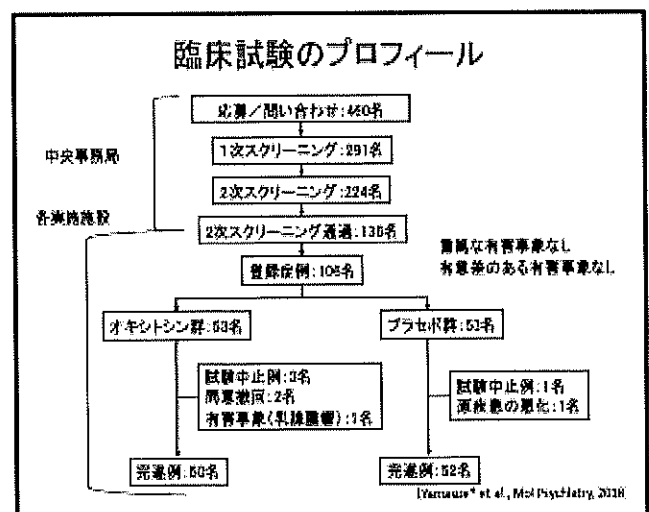 臨床試験のプロフィール
応募/問い合わせ:460名
中央事務局
1次スクリーニング:291名
2次スクリーニング:224名
各実施施設
2次スクリーニング通過:136名
重篤な有害事象なし
有意差のある有害事象なし
登録症例:106名
オキシトシン群:53名
プラセボ群:53名
試験中止例:3名
同意撤回:2名
有害事象(乳腺腫瘍):1名
試験中止例:1名
原疾患の悪化:1名
完遂例:50名
完遂例:52名
[Yamasue* et al., Mol Psychiatry, 2018